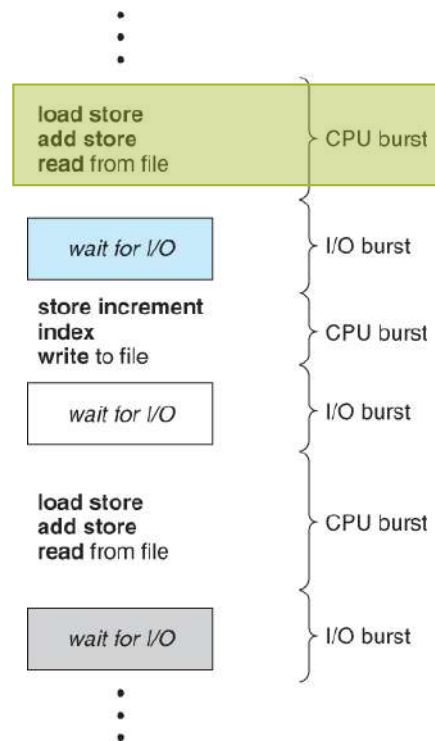 load store
add store
read from file
CPU burst
wait for I/O
I/O burst
store increment
index
write to file
CPU burst
wait for I/O
I/O burst
load store
add store
read from file
CPU burst
wait for I/O
I/O burst